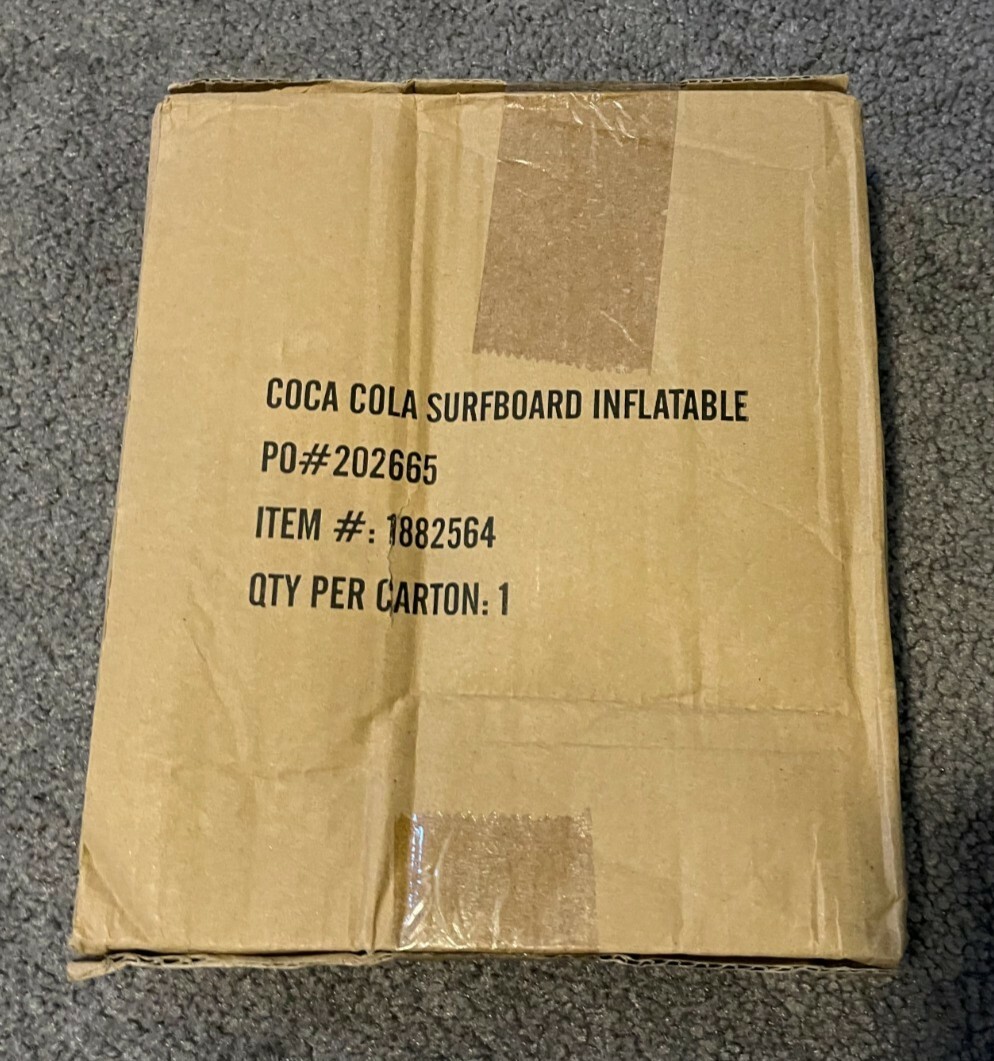 COCA COLA SURFBOARD INFLATABLE
PO#202665
ITEM #: 1882564
QTY PER CARTON: 1